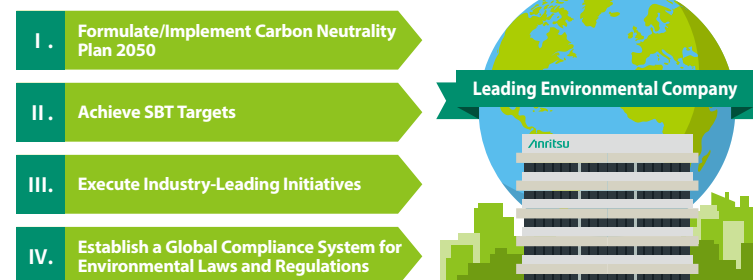 I.
Formulate/Implement Carbon Neutrality
Plan 2050
II.
Achieve SBT Targets
III.
Execute Industry-Leading Initiatives
IV.
Establish a Global Compliance System for
Environmental Laws and Regulations
Leading Environmental Company
Anritsu